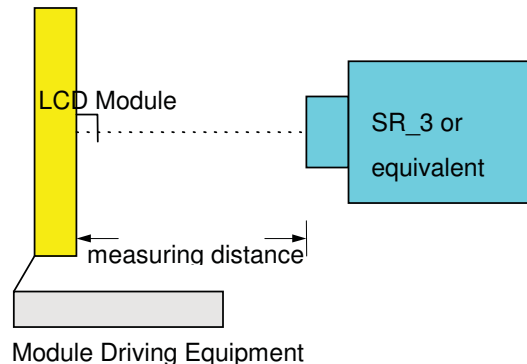 LCD Module
SR_3 or
equivalent
measuring distance
Module Driving Equipment